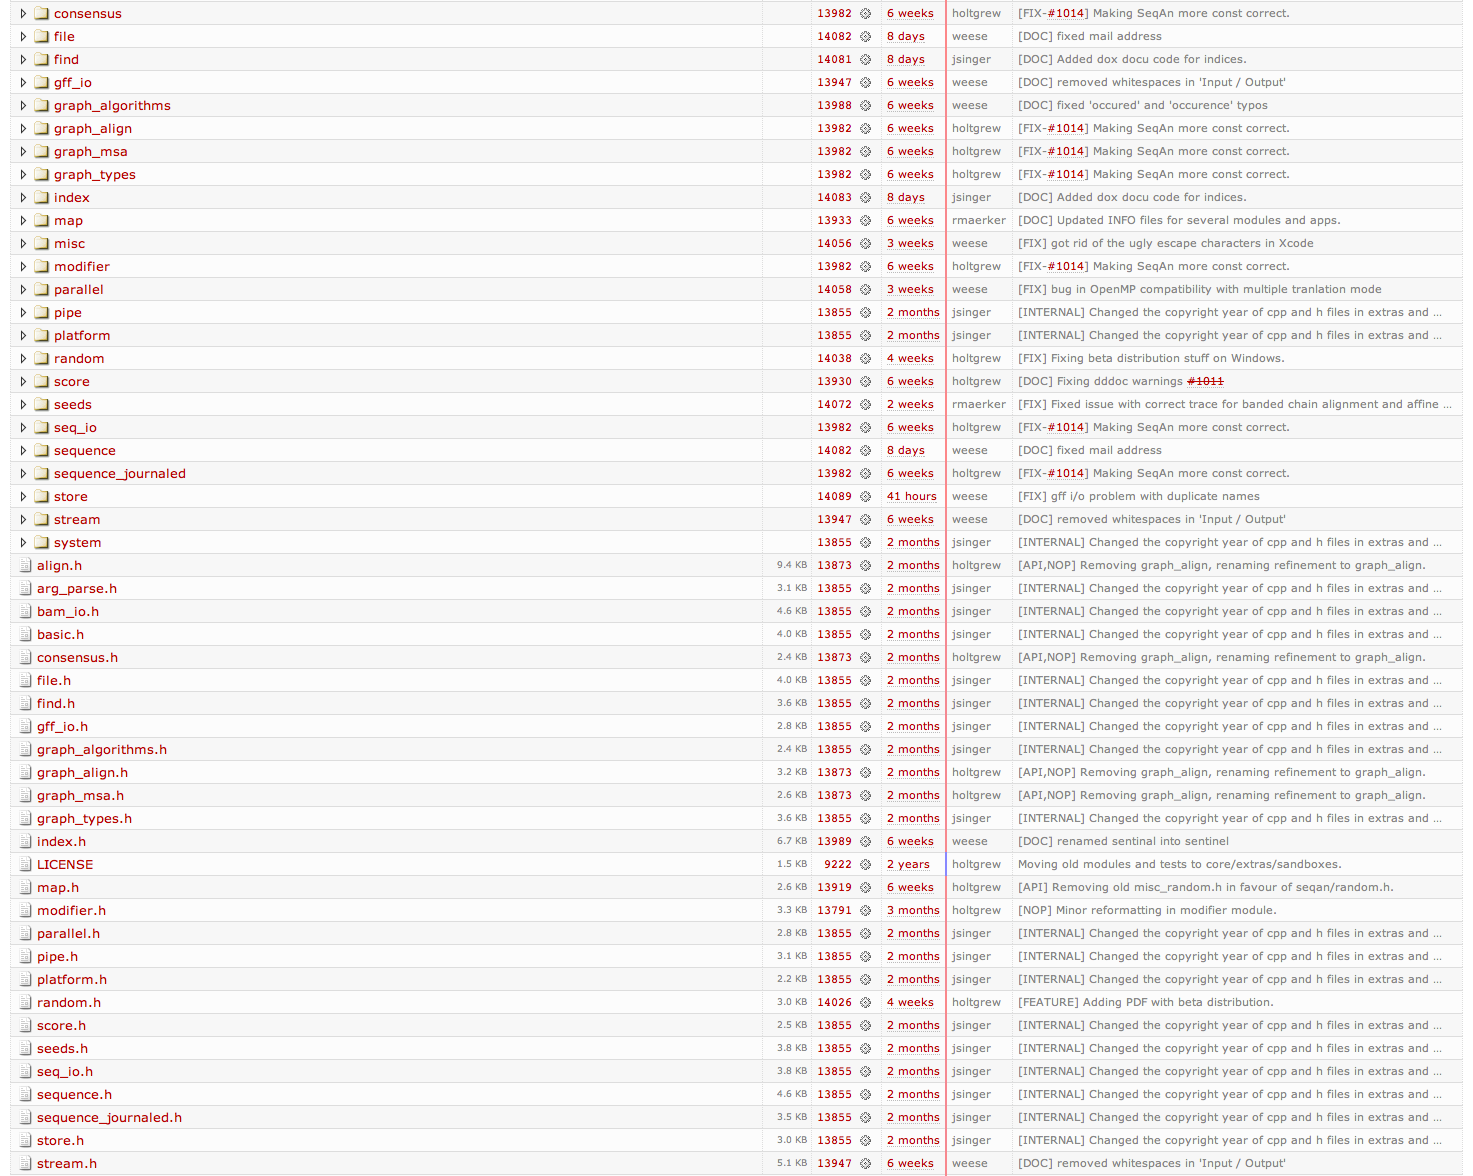 consensus 13982 6 weeks holtgrew [FIX-#1014] Making SeqAn more const correct.
file 14082 8 days weese [DOC] fixed mail address
find 14081 8 days jsinger [DOC] Added dox docu code for indices.
gff_io 13947 6 weeks weese [DOC] removed whitespaces in 'Input / Output'
graph_algorithms 13988 6 weeks weese [DOC] fixed 'occured' and 'occurence' typos
graph_align 13982 6 weeks holtgrew [FIX-#1014] Making SeqAn more const correct.
graph_msa 13982 6 weeks holtgrew [FIX-#1014] Making SeqAn more const correct.
graph_types 13982 6 weeks holtgrew [FIX-#1014] Making SeqAn more const correct.
index 14083 8 days jsinger [DOC] Added dox docu code for indices.
map 13933 6 weeks rmaerker [DOC] Updated INFO files for several modules and apps.
misc 14056 3 weeks weese [FIX] got rid of the ugly escape characters in Xcode
modifier 13982 6 weeks holtgrew [FIX-#1014] Making SeqAn more const correct.
parallel 14058 3 weeks weese [FIX] bug in OpenMP compatibility with multiple tranlation mode
pipe 13855 2 months jsinger [INTERNAL] Changed the copyright year of cpp and h files in extras and ...
platform 13855 2 months jsinger [INTERNAL] Changed the copyright year of cpp and h files in extras and ...
random 14038 4 weeks holtgrew [FIX] Fixing beta distribution stuff on Windows.
score 13930 6 weeks holtgrew [DOC] Fixing dddoc warnings #1011
seeds 14072 2 weeks rmaerker [FIX] Fixed issue with correct trace for banded chain alignment and affine ...
seq_io 13982 6 weeks holtgrew [FIX-#1014] Making SeqAn more const correct.
sequence 14082 8 days weese [DOC] fixed mail address
sequence_journaled 13982 6 weeks holtgrew [FIX-#1014] Making SeqAn more const correct.
store 14089 41 hours weese [FIX] gff i/o problem with duplicate names
stream 13947 6 weeks weese [DOC] removed whitespaces in 'Input / Output'
system 13855 2 months jsinger [INTERNAL] Changed the copyright year of cpp and h files in extras and ...
align.h 9.4 KB 13873 2 months holtgrew [API,NOP] Removing graph_align, renaming refinement to graph_align.
arg_parse.h 3.1 KB 13855 2 months jsinger [INTERNAL] Changed the copyright year of cpp and h files in extras and ...
bam_io.h 4.6 KB 13855 2 months jsinger [INTERNAL] Changed the copyright year of cpp and h files in extras and ...
basic.h 4.0 KB 13855 2 months jsinger [INTERNAL] Changed the copyright year of cpp and h files in extras and ...
consensus.h 2.4 KB 13873 2 months holtgrew [API,NOP] Removing graph_align, renaming refinement to graph_align.
file.h 4.0 KB 13855 2 months jsinger [INTERNAL] Changed the copyright year of cpp and h files in extras and ...
find.h 3.6 KB 13855 2 months jsinger [INTERNAL] Changed the copyright year of cpp and h files in extras and ...
gff_io.h 2.8 KB 13855 2 months jsinger [INTERNAL] Changed the copyright year of cpp and h files in extras and ...
graph_algorithms.h 2.4 KB 13855 2 months jsinger [INTERNAL] Changed the copyright year of cpp and h files in extras and ...
graph_align.h 3.2 KB 13873 2 months holtgrew [API,NOP] Removing graph_align, renaming refinement to graph_align.
graph_msa.h 2.6 KB 13873 2 months holtgrew [API,NOP] Removing graph_align, renaming refinement to graph_align.
graph_types.h 3.6 KB 13855 2 months jsinger [INTERNAL] Changed the copyright year of cpp and h files in extras and ...
index.h 6.7 KB 13989 6 weeks weese [DOC] renamed sentinal into sentinel
LICENSE 1.5 KB 9222 2 years holtgrew Moving old modules and tests to core/extras/sandboxes.
map.h 2.6 KB 13919 6 weeks holtgrew [API] Removing old misc_random.h in favour of seqan/random.h.
modifier.h 3.3 KB 13791 3 months holtgrew [NOP] Minor reformatting in modifier module.
parallel.h 2.8 KB 13855 2 months jsinger [INTERNAL] Changed the copyright year of cpp and h files in extras and ...
pipe.h 3.1 KB 13855 2 months jsinger [INTERNAL] Changed the copyright year of cpp and h files in extras and ...
platform.h 2.2 KB 13855 2 months jsinger [INTERNAL] Changed the copyright year of cpp and h files in extras and ...
random.h 3.0 KB 14026 4 weeks holtgrew [FEATURE] Adding PDF with beta distribution.
score.h 2.5 KB 13855 2 months jsinger [INTERNAL] Changed the copyright year of cpp and h files in extras and ...
seeds.h 3.8 KB 13855 2 months jsinger [INTERNAL] Changed the copyright year of cpp and h files in extras and ...
seq_io.h 3.8 KB 13855 2 months jsinger [INTERNAL] Changed the copyright year of cpp and h files in extras and ...
sequence.h 4.6 KB 13855 2 months jsinger [INTERNAL] Changed the copyright year of cpp and h files in extras and ...
sequence_journaled.h 3.5 KB 13855 2 months jsinger [INTERNAL] Changed the copyright year of cpp and h files in extras and ...
store.h 3.0 KB 13855 2 months jsinger [INTERNAL] Changed the copyright year of cpp and h files in extras and ...
stream.h 5.1 KB 13947 6 weeks weese [DOC] removed whitespaces in 'Input / Output'